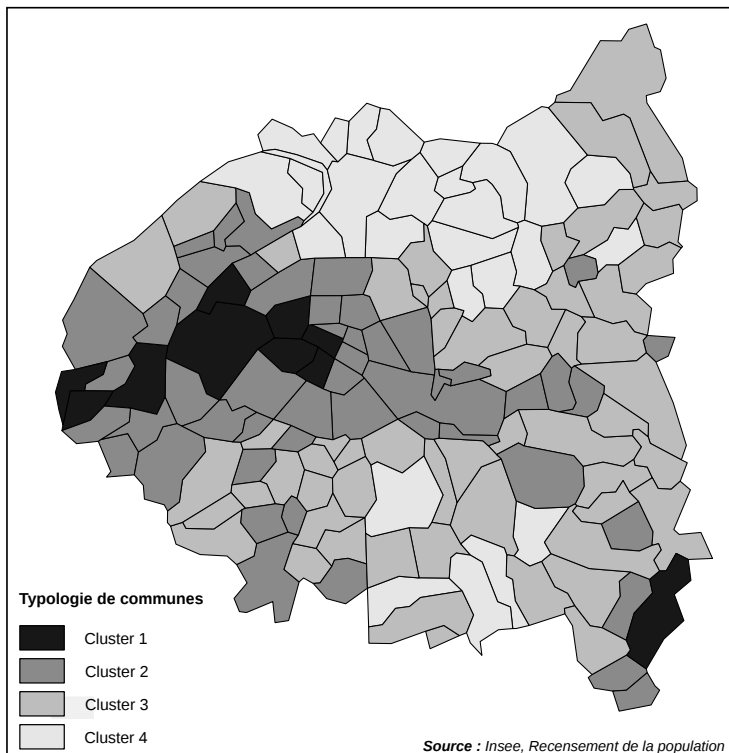 Typologie de communes
Cluster 1
Cluster 2
Cluster 3
Cluster 4
Source : Insee, Recensement de la population